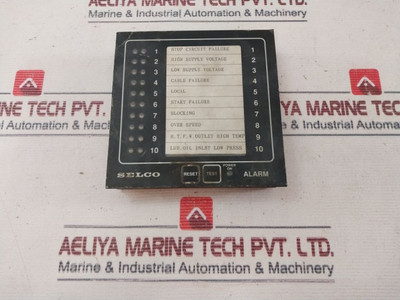 AELIYA MARINE TECH PVT. LTD.
Marine & Industrial Automation & Machinery
1 STOP CIRCUIT FAILURE 1
2 HIGH SUPPLY VOLTAGE 2
3 LOW SUPPLY VOLTAGE 3
4 CABLE FAILURE 4
5 LOCAL 5
6 START FAILURE 6
7 BLOCKING 7
8 OVER SPEED 8
9 H.T.F.W OUTLET HIGH TEMP 9
10 LUB OIL INLET LOW PRESS 10
SELCO RESET TEST POWER ON ALARM
AELIYA MARINE TECH PVT. LTD.
Marine & Industrial Automation & Machinery